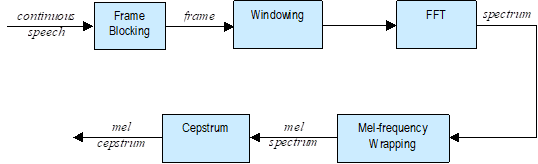 continuous
speech
Frame
Blocking
frame
Windowing
FFT
spectrum
mel
cepstrum
Cepstrum
mel
spectrum
Mel-frequency
Wrapping